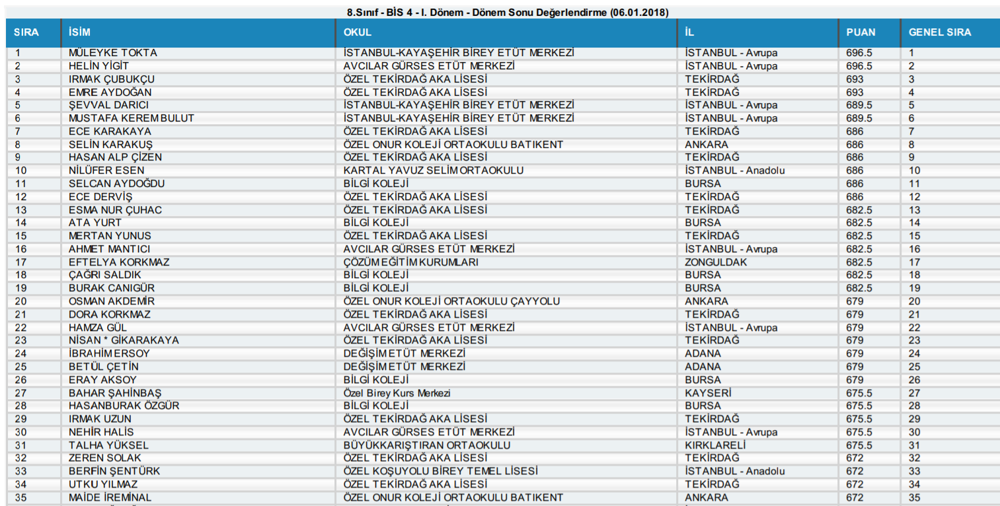 8.Sınıf - BİS 4 - I. Dönem - Dönem Sonu Değerlendirme (06.01.2018)
SIRA İSİM OKUL İL PUAN GENEL SIRA
1 MÜLEYKE TOKTA İSTANBUL-KAYAŞEHİR BİREY ETÜT MERKEZİ İSTANBUL - Avrupa 696.5 1
2 HELİN YİGİT AVCILAR GÜRSES ETÜT MERKEZİ İSTANBUL - Avrupa 696.5 2
3 IRMAK ÇUBUKÇU ÖZEL TEKİRDAĞ AKA LİSESİ TEKİRDAĞ 693 3
4 EMRE AYDOĞAN ÖZEL TEKİRDAĞ AKA LİSESİ TEKİRDAĞ 693 4
5 ŞEVVAL DARICI İSTANBUL-KAYAŞEHİR BİREY ETÜT MERKEZİ İSTANBUL - Avrupa 689.5 5
6 MUSTAFA KEREM BULUT İSTANBUL-KAYAŞEHİR BİREY ETÜT MERKEZİ İSTANBUL - Avrupa 689.5 6
7 ECE KARAKAYA ÖZEL TEKİRDAĞ AKA LİSESİ TEKİRDAĞ 686 7
8 SELİN KARAKUŞ ÖZEL ONUR KOLEJİ ORTAOKULU BATIKENT ANKARA 686 8
9 HASAN ALP ÇİZEN ÖZEL TEKİRDAĞ AKA LİSESİ TEKİRDAĞ 686 9
10 NİLÜFER ESEN KARTAL YAVUZ SELİM ORTAOKULU İSTANBUL - Anadolu 686 10
11 SELCAN AYDOĞDU BİLGİ KOLEJİ BURSA 686 11
12 ECE DERVİŞ ÖZEL TEKİRDAĞ AKA LİSESİ TEKİRDAĞ 686 12
13 ESMA NUR ÇUHAC ÖZEL TEKİRDAĞ AKA LİSESİ TEKİRDAĞ 682.5 13
14 ATA YURT BİLGİ KOLEJİ BURSA 682.5 14
15 MERTAN YUNUS ÖZEL TEKİRDAĞ AKA LİSESİ TEKİRDAĞ 682.5 15
16 AHMET MANTICI AVCILAR GÜRSES ETÜT MERKEZİ İSTANBUL - Avrupa 682.5 16
17 EFTELYA KORKMAZ ÇÖZÜM EĞİTİM KURUMLARI ZONGULDAK 682.5 17
18 ÇAĞRI SALDIK BİLGİ KOLEJİ BURSA 682.5 18
19 BURAK CANIGÜR BİLGİ KOLEJİ BURSA 682.5 19
20 OSMAN AKDEMİR ÖZEL ONUR KOLEJİ ORTAOKULU ÇAYYOLU ANKARA 679 20
21 DORA KORKMAZ ÖZEL TEKİRDAĞ AKA LİSESİ TEKİRDAĞ 679 21
22 HAMZA GÜL AVCILAR GÜRSES ETÜT MERKEZİ İSTANBUL - Avrupa 679 22
23 NİSAN * GİKARAKAYA ÖZEL TEKİRDAĞ AKA LİSESİ TEKİRDAĞ 679 23
24 İBRAHİM ERSOY DEĞİŞİM ETÜT MERKEZİ ADANA 679 24
25 BETÜL ÇETİN DEĞİŞİM ETÜT MERKEZİ ADANA 679 25
26 ERAY AKSOY BİLGİ KOLEJİ BURSA 679 26
27 BAHAR ŞAHİNBAŞ Özel Birey Kurs Merkezi KAYSERİ 675.5 27
28 HASANBURAK ÖZGÜR BİLGİ KOLEJİ BURSA 675.5 28
29 IRMAK UZUN ÖZEL TEKİRDAĞ AKA LİSESİ TEKİRDAĞ 675.5 29
30 NEHİR HALİS AVCILAR GÜRSES ETÜT MERKEZİ İSTANBUL - Avrupa 675.5 30
31 TALHA YÜKSEL BÜYÜKKARIŞTIRAN ORTAOKULU KIRKLARELİ 675.5 31
32 ZEREN SOLAK ÖZEL TEKİRDAĞ AKA LİSESİ TEKİRDAĞ 672 32
33 BERFİN ŞENTÜRK ÖZEL KOŞUYOLU BİREY TEMEL LİSESİ İSTANBUL - Anadolu 672 33
34 UTKU YILMAZ ÖZEL TEKİRDAĞ AKA LİSESİ TEKİRDAĞ 672 34
35 MAİDE İREMİNAL ÖZEL ONUR KOLEJİ ORTAOKULU BATIKENT ANKARA 672 35